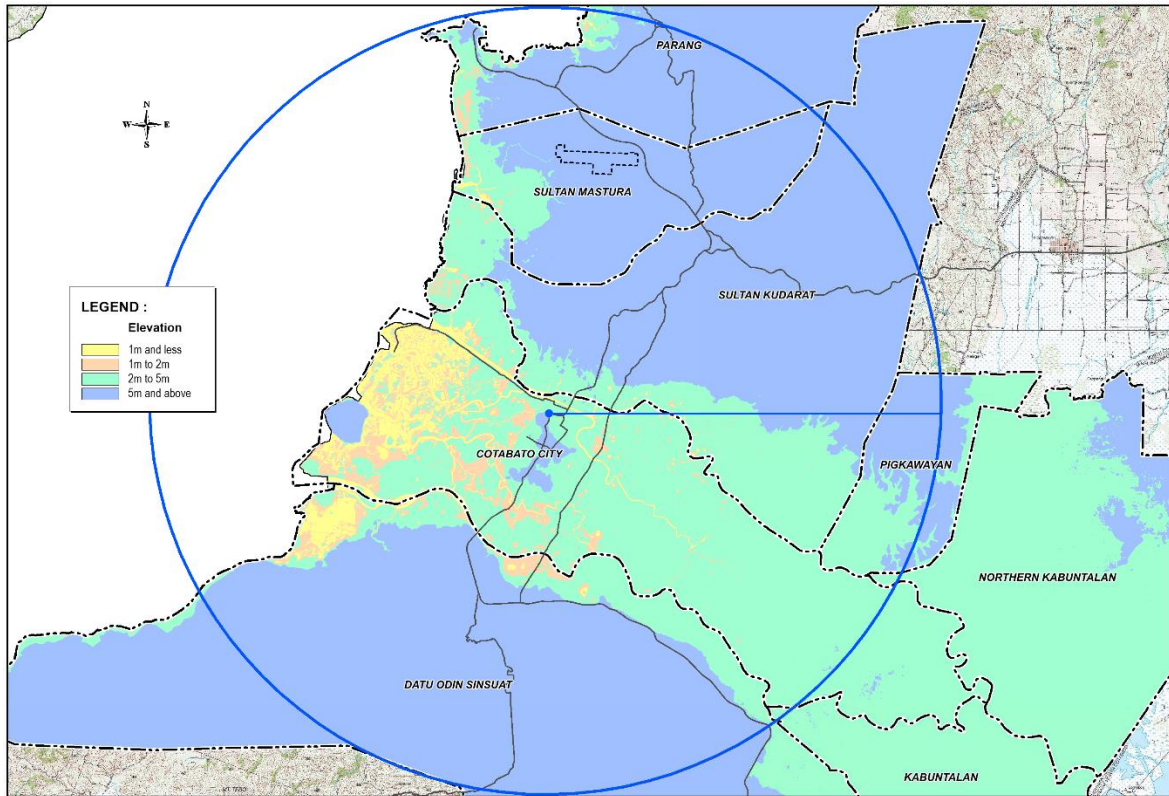 PARANG
N
W E
S
SULTAN MASTURA
SULTAN KUDARAT
LEGEND :
Elevation
1m and less
1m to 2m
2m to 5m
5m and above
COTABATO CITY
PIGKAWAYAN
NORTHERN KABUNTALAN
DATU ODIN SINSUAT
KABUNTALAN